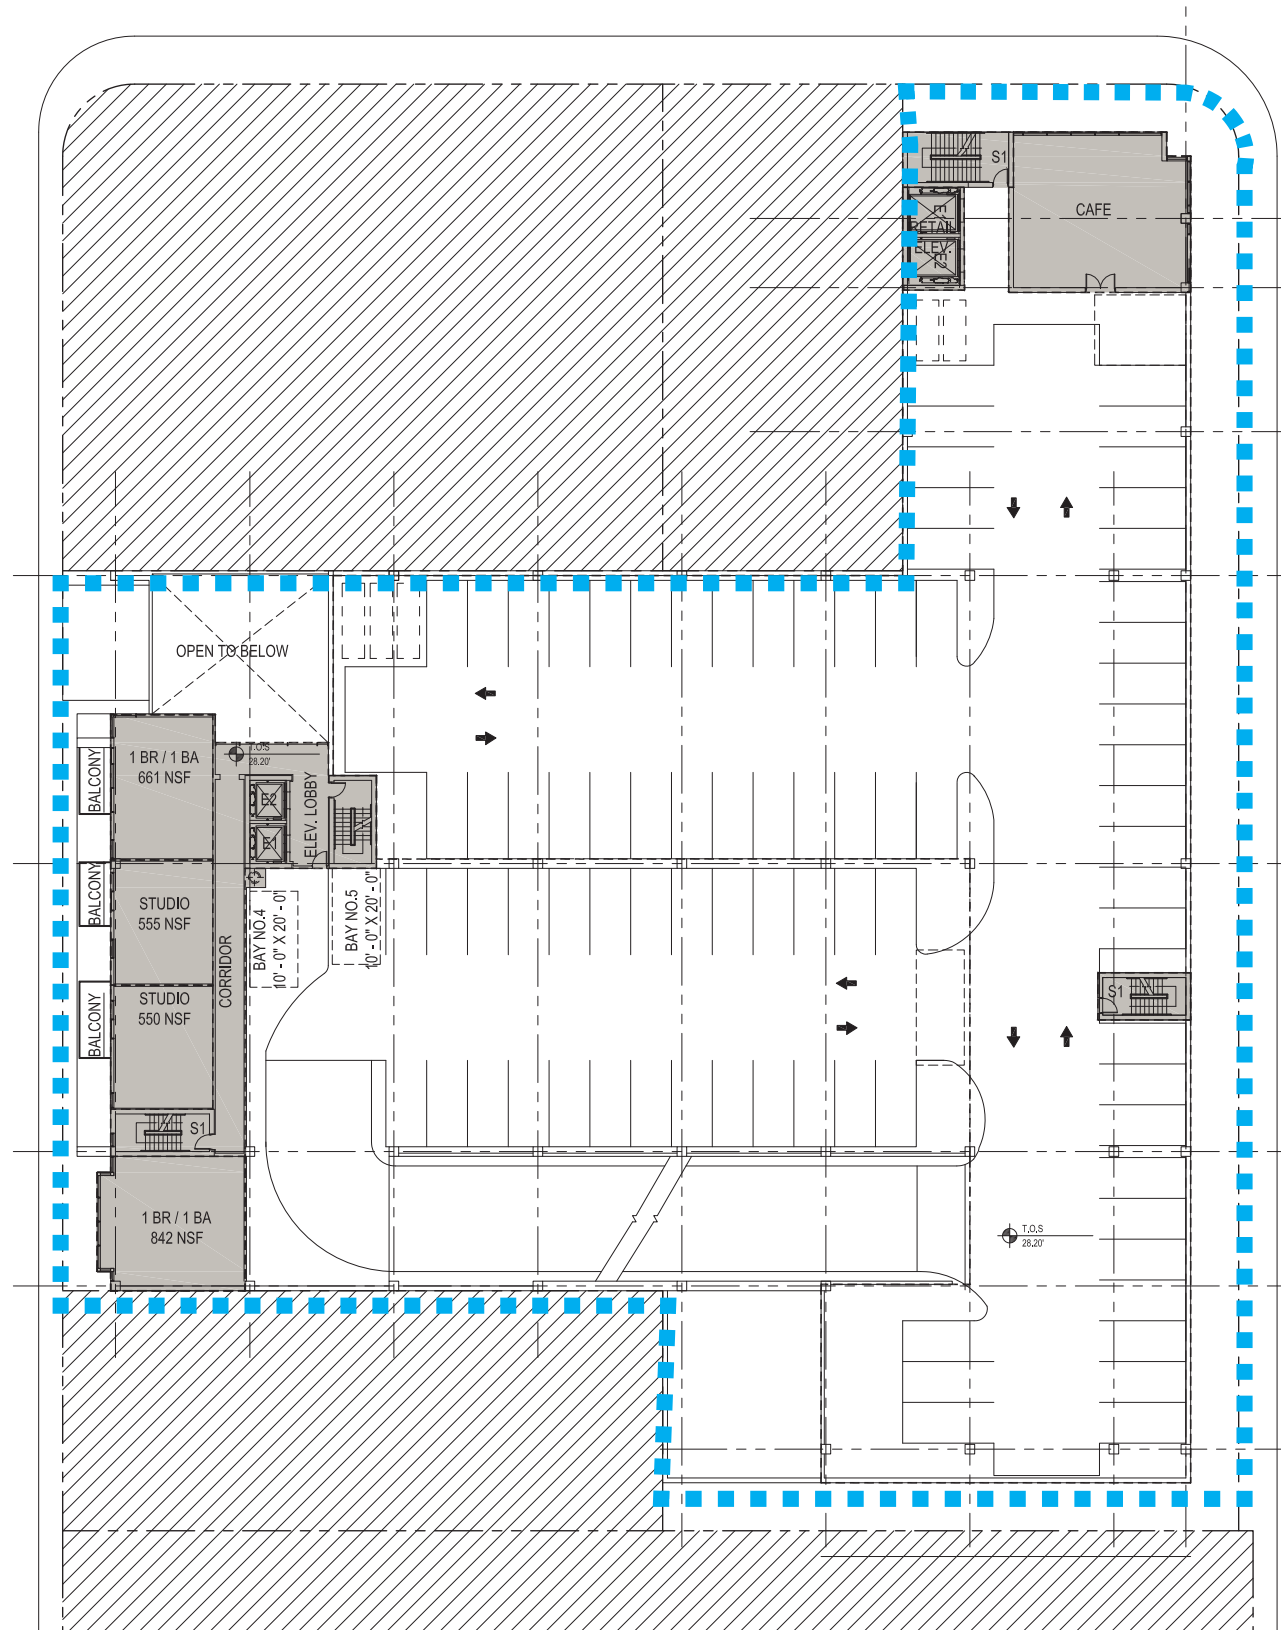 S1
CAFE
E1
RETAIL
ELEV.
E2
OPEN TO BELOW
T.O.S
28.20'
1 BR / 1 BA
661 NSF
BALCONY
E2
E1
ELEV. LOBBY
BALCONY
STUDIO
555 NSF
CORRIDOR
BAY NO.4
10' - 0" X 20' - 0"
BAY NO.5
10' - 0" X 20' - 0"
BALCONY
STUDIO
550 NSF
S1
S1
1 BR / 1 BA
842 NSF
T.O.S
28.20'